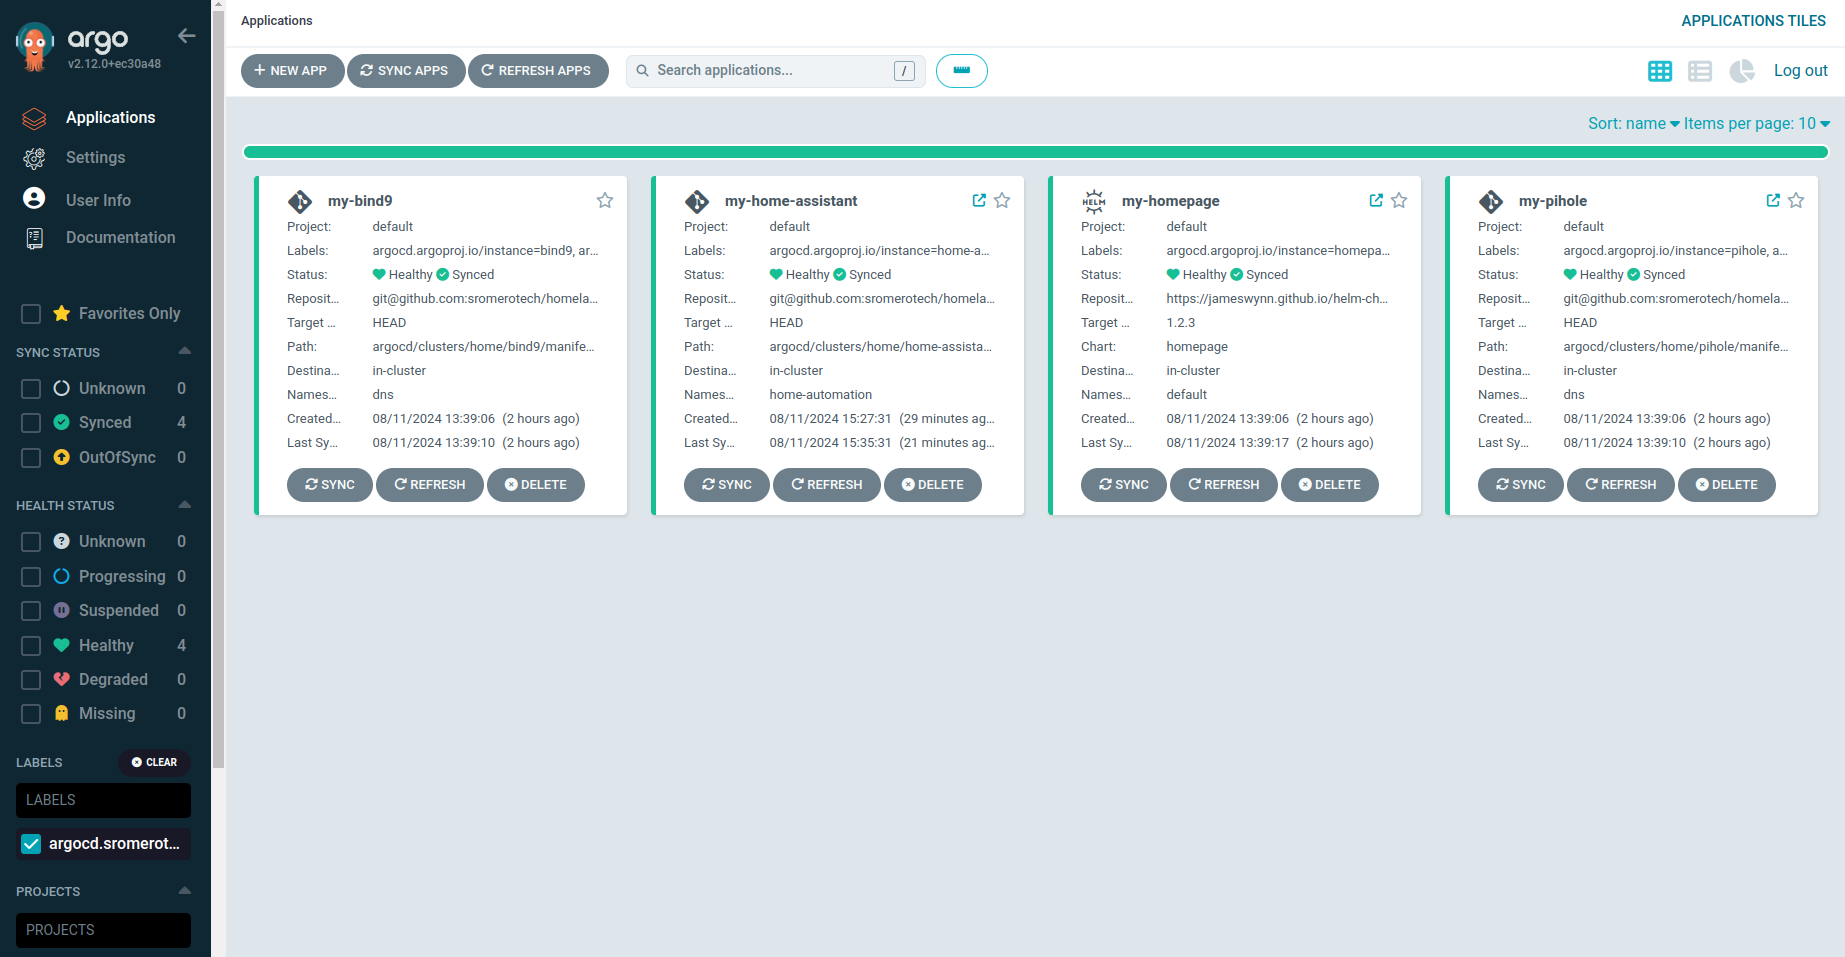 argo
v2.12.0+ec30a48
Applications
Settings
User Info
Documentation
Favorites Only
SYNC STATUS
Unknown 0
Synced 4
OutOfSync 0
HEALTH STATUS
Unknown 0
Progressing 0
Suspended 0
Healthy 4
Degraded 0
Missing 0
LABELS CLEAR
LABELS
argocd.sromerot...
PROJECTS
PROJECTS
Applications APPLICATIONS TILES
NEW APP SYNC APPS REFRESH APPS Search applications... / Log out
Sort: name Items per page: 10
my-bind9
Project: default
Labels: argocd.argoproj.io/instance=bind9, ar...
Status: Healthy Synced
Reposit... git@github.com:sromerotech/homela...
Target ... HEAD
Path: argocd/clusters/home/bind9/manife...
Destina... in-cluster
Names... dns
Created... 08/11/2024 13:39:06 (2 hours ago)
Last Sy... 08/11/2024 13:39:10 (2 hours ago)
SYNC REFRESH DELETE
my-home-assistant
Project: default
Labels: argocd.argoproj.io/instance=home-a...
Status: Healthy Synced
Reposit... git@github.com:sromerotech/homela...
Target ... HEAD
Path: argocd/clusters/home/home-assista...
Destina... in-cluster
Names... home-automation
Created... 08/11/2024 15:27:31 (29 minutes ag...
Last Sy... 08/11/2024 15:35:31 (21 minutes ag...
SYNC REFRESH DELETE
HELM my-homepage
Project: default
Labels: argocd.argoproj.io/instance=homepa...
Status: Healthy Synced
Reposit... https://jameswynn.github.io/helm-ch...
Target ... 1.2.3
Chart: homepage
Destina... in-cluster
Names... default
Created... 08/11/2024 13:39:06 (2 hours ago)
Last Sy... 08/11/2024 13:39:17 (2 hours ago)
SYNC REFRESH DELETE
my-pihole
Project: default
Labels: argocd.argoproj.io/instance=pihole, a...
Status: Healthy Synced
Reposit... git@github.com:sromerotech/homela...
Target ... HEAD
Path: argocd/clusters/home/pihole/manife...
Destina... in-cluster
Names... dns
Created... 08/11/2024 13:39:06 (2 hours ago)
Last Sy... 08/11/2024 13:39:10 (2 hours ago)
SYNC REFRESH DELETE